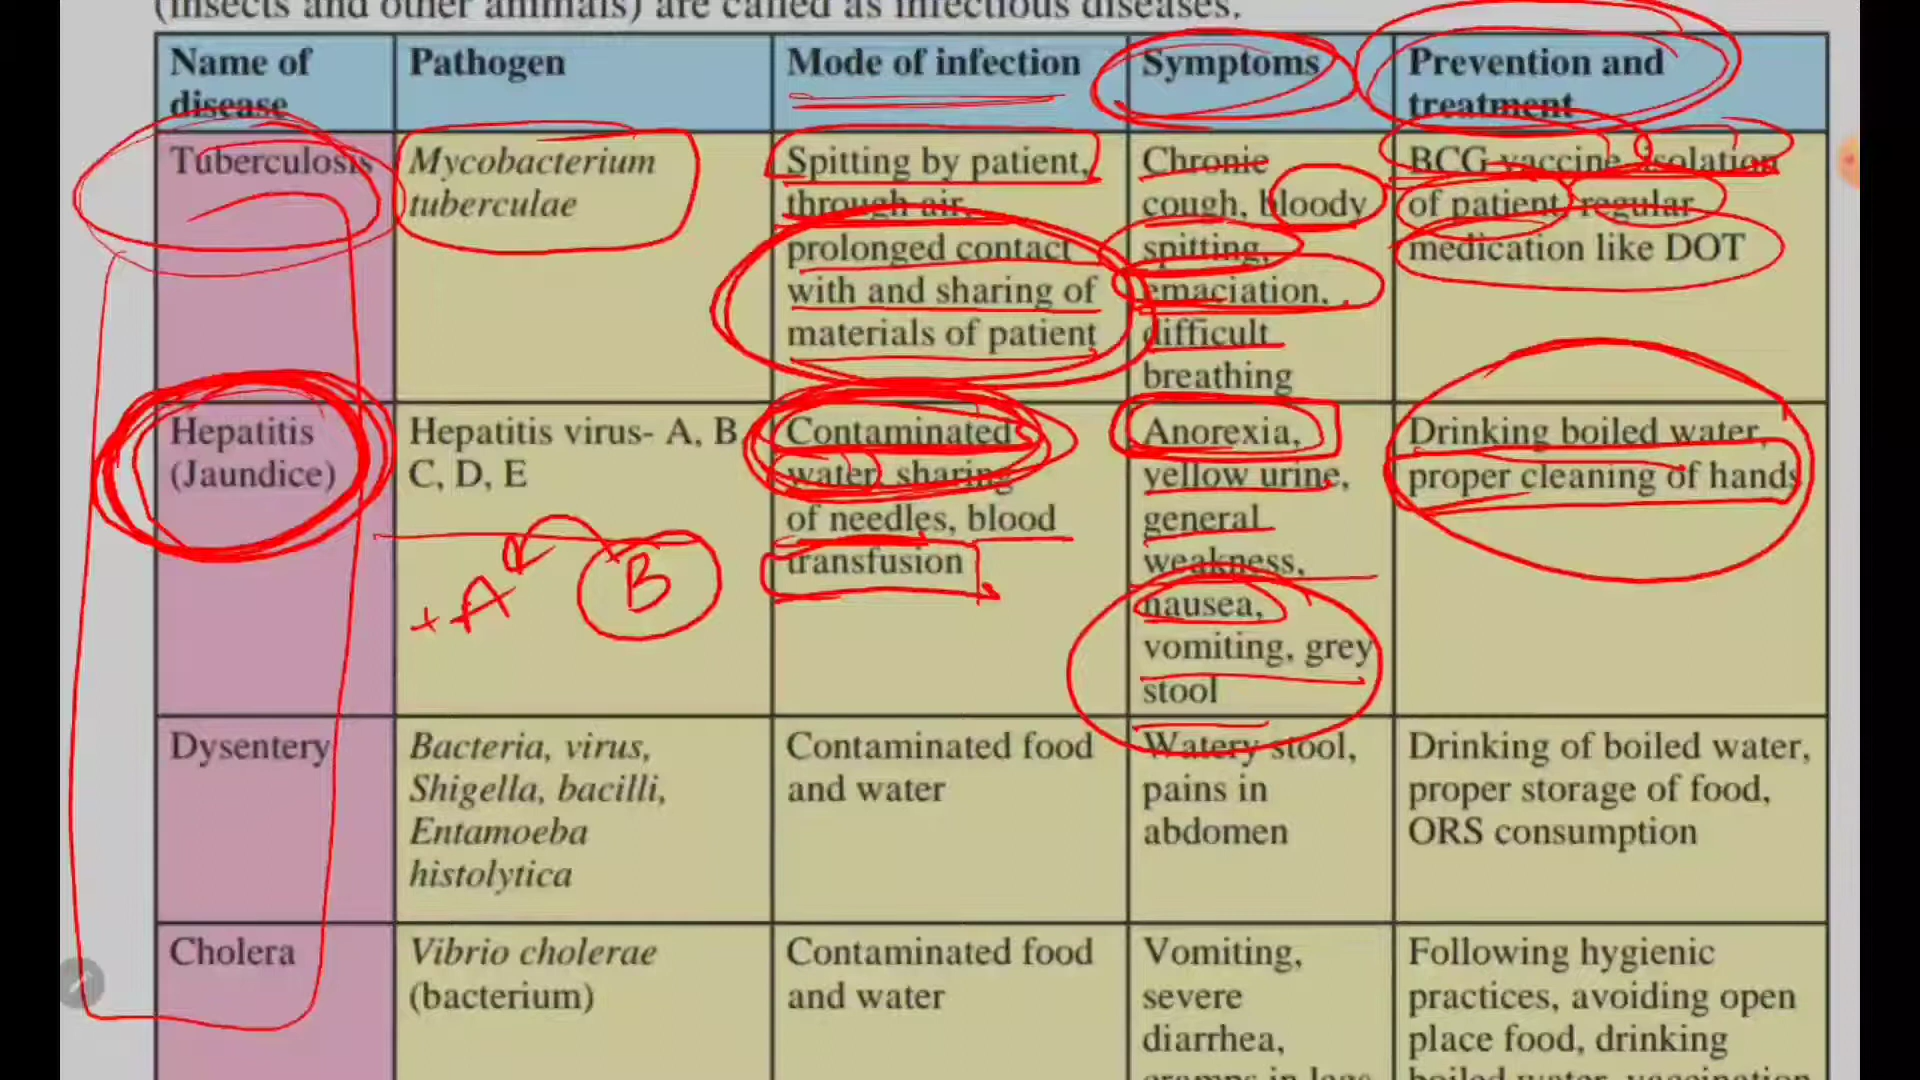 (insects and other animals) are called as infectious diseases.
Name of disease
Pathogen
Mode of infection
Symptoms
Prevention and treatment
Tuberculosis
Mycobacterium
tuberculae
Spitting by patient,
through air,
prolonged contact
with and sharing of
materials of patient
Chronic
cough, bloody
spitting,
emaciation,
difficult
breathing
BCG vaccine, isolation
of patient, regular
medication like DOT
Hepatitis
(Jaundice)
Hepatitis virus- A, B,
C, D, E
+A B
Contaminated
water, sharing
of needles, blood
transfusion
Anorexia,
yellow urine,
general
weakness,
nausea,
vomiting, grey
stool
Drinking boiled water,
proper cleaning of hands
Dysentery
Bacteria, virus,
Shigella, bacilli,
Entamoeba
histolytica
Contaminated food
and water
Watery stool,
pains in
abdomen
Drinking of boiled water,
proper storage of food,
ORS consumption
Cholera
Vibrio cholerae
(bacterium)
Contaminated food
and water
Vomiting,
severe
diarrhea,
cramps in legs
Following hygienic
practices, avoiding open
place food, drinking
boiled water, vaccination